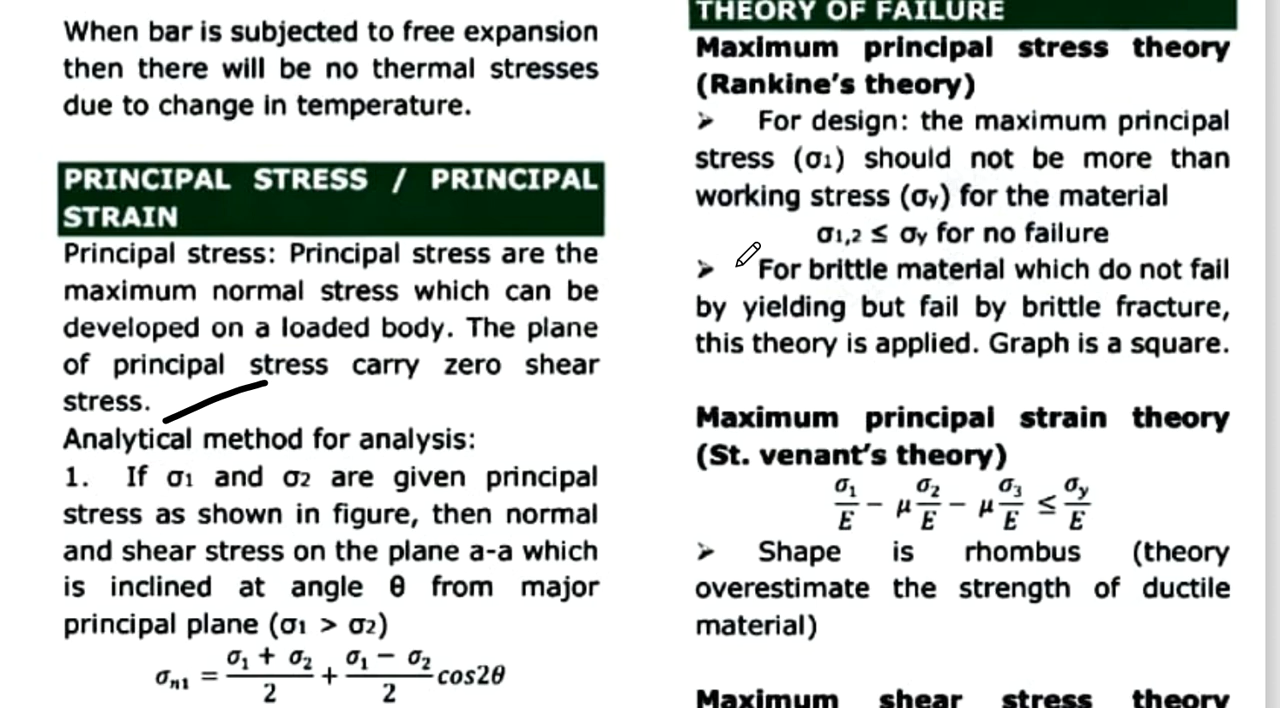 When bar is subjected to free expansion
then there will be no thermal stresses
due to change in temperature.
PRINCIPAL STRESS / PRINCIPAL
STRAIN
Principal stress: Principal stress are the
maximum normal stress which can be
developed on a loaded body. The plane
of principal stress carry zero shear
stress.
Analytical method for analysis:
1. If σ1 and σ2 are given principal
stress as shown in figure, then normal
and shear stress on the plane a-a which
is inclined at angle θ from major
principal plane (σ1 > σ2)
σn1 = (σ1 + σ2)/2 + (σ1 − σ2)/2 cos2θ
THEORY OF FAILURE
Maximum principal stress theory
(Rankine's theory)
➢ For design: the maximum principal
stress (σ1) should not be more than
working stress (σy) for the material
σ1,2 ≤ σy for no failure
➢ For brittle material which do not fail
by yielding but fail by brittle fracture,
this theory is applied. Graph is a square.
Maximum principal strain theory
(St. venant's theory)
σ1/E − μ σ2/E − μ σ3/E ≤ σy/E
➢ Shape is rhombus (theory
overestimate the strength of ductile
material)
Maximum shear stress theory